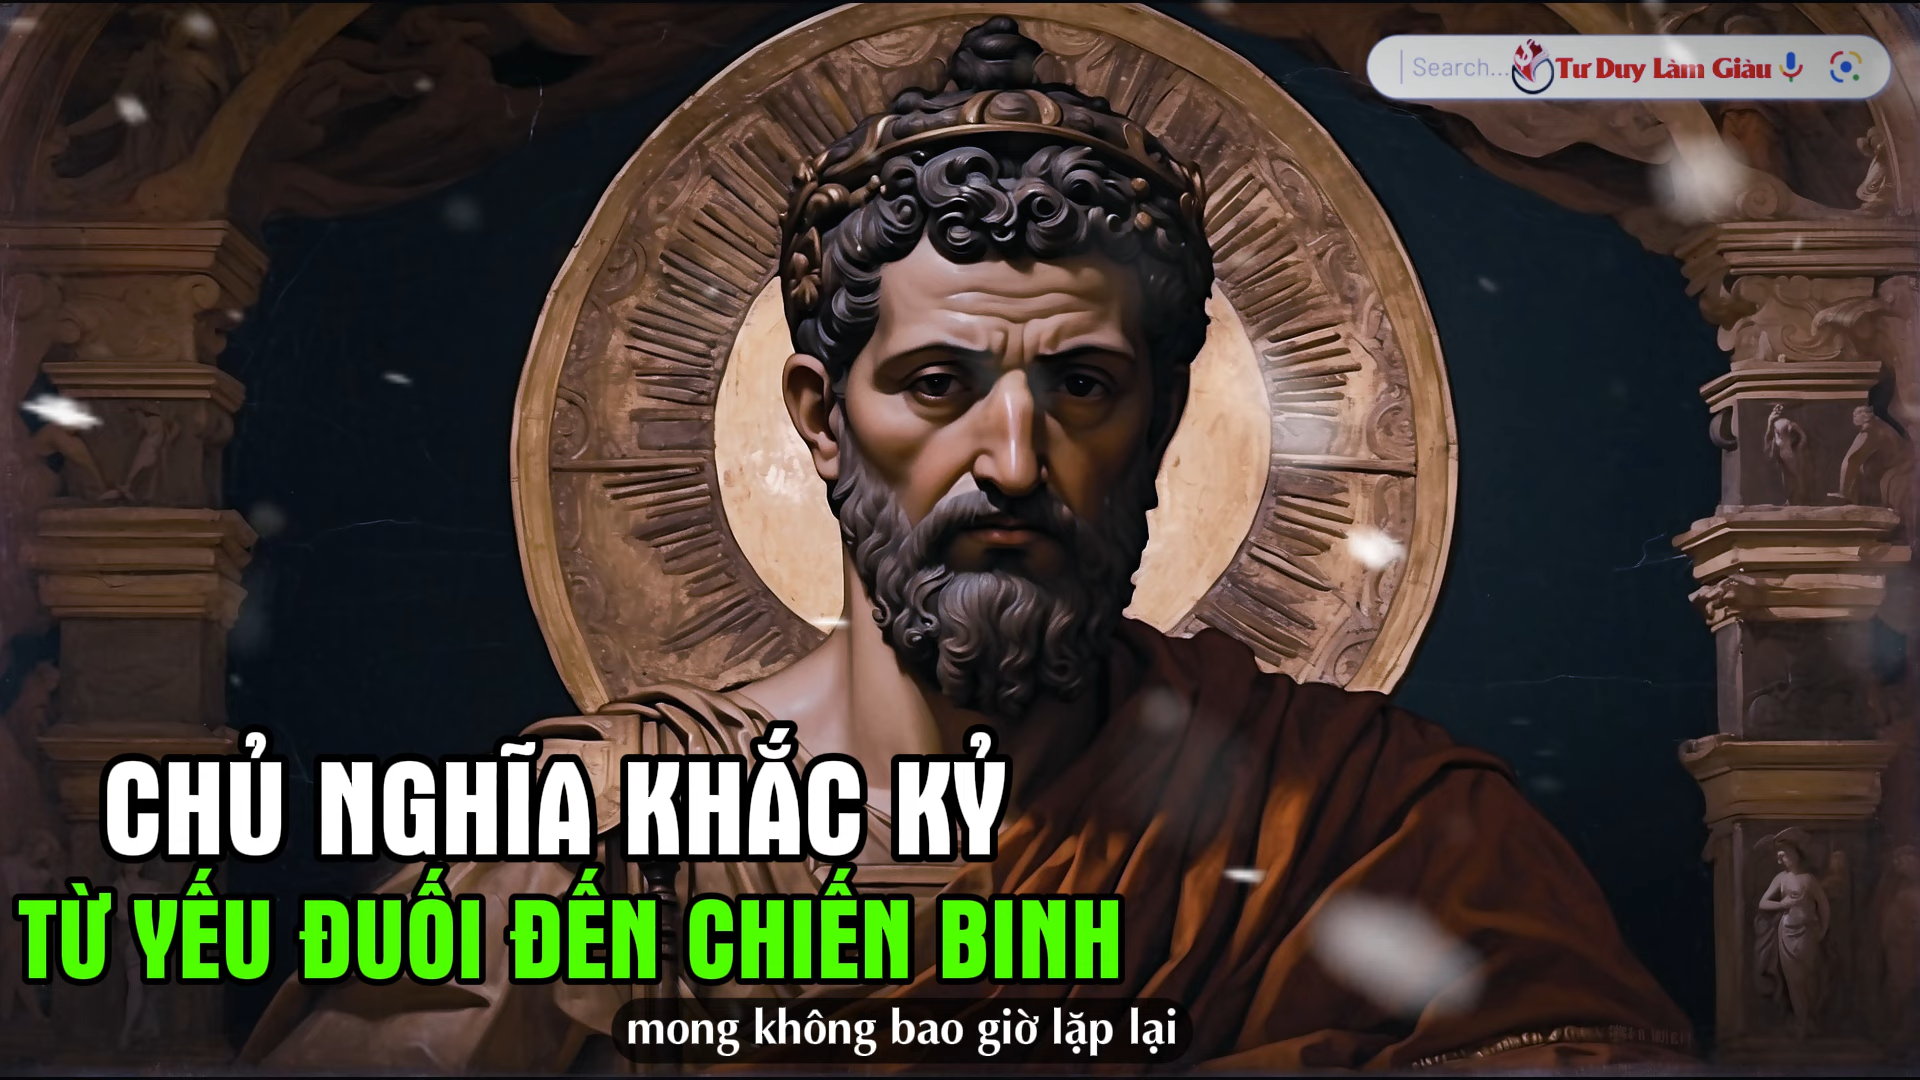 Search... Tư Duy Làm Giàu
CHỦ NGHĨA KHẮC KỶ
TỪ YẾU ĐUỐI ĐẾN CHIẾN BINH
mong không bao giờ lặp lại